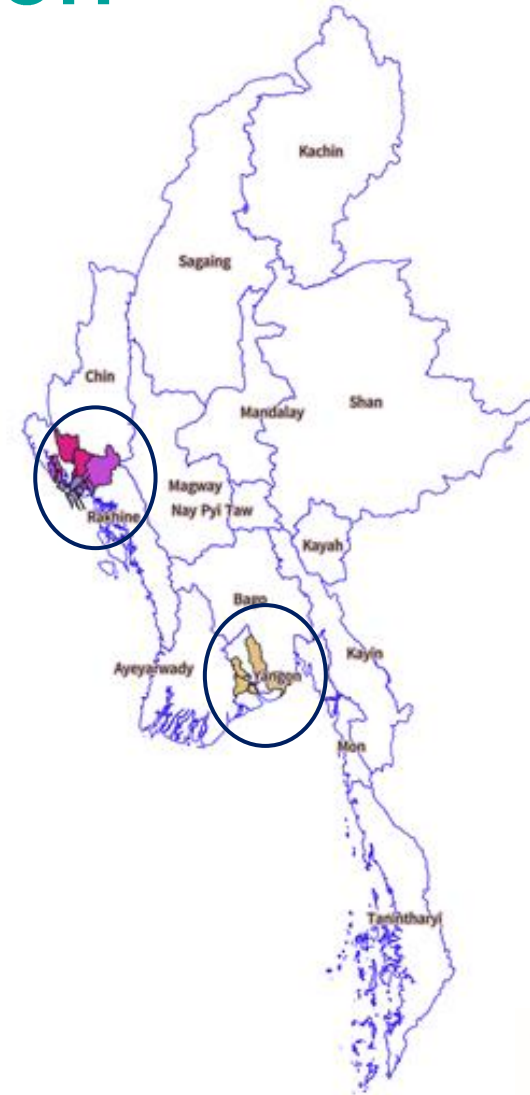 Kachin
Sagaing
Chin
Shan
Mandalay
Magway
Nay Pyi Taw
Rakhine
Kayah
Bago
Kayin
Ayeyarwady
Yangon
Mon
Tanintharyi